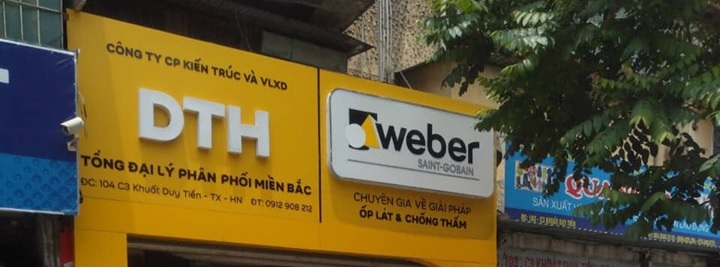 CÔNG TY CP KIẾN TRÚC VÀ VLXD
DTH
TỔNG ĐẠI LÝ PHÂN PHỐI MIỀN BẮC
ĐC: 104 C3 KHUẤT DUY TIẾN - TX - HN ĐT: 0912 908 212
weber
SAINT-GOBAIN
CHUYÊN GIA VỀ GIẢI PHÁP
ỐP LÁT & CHỐNG THẤM
SẢN XUẤT